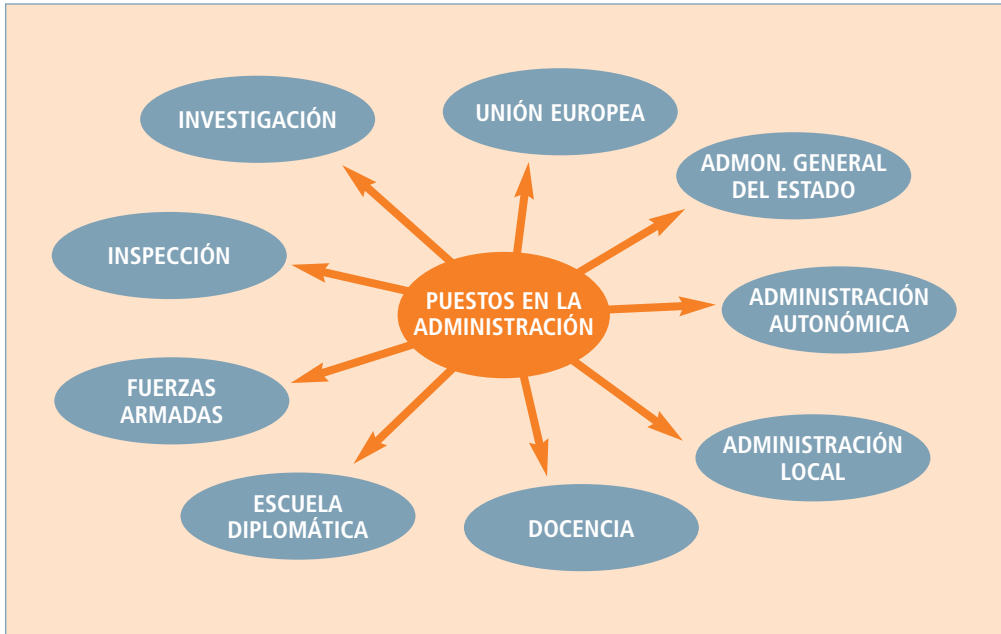 INVESTIGACIÓN
UNIÓN EUROPEA
ADMON. GENERAL
DEL ESTADO
INSPECCIÓN
PUESTOS EN LA
ADMINISTRACIÓN
ADMINISTRACIÓN
AUTONÓMICA
FUERZAS
ARMADAS
ADMINISTRACIÓN
LOCAL
ESCUELA
DIPLOMÁTICA
DOCENCIA